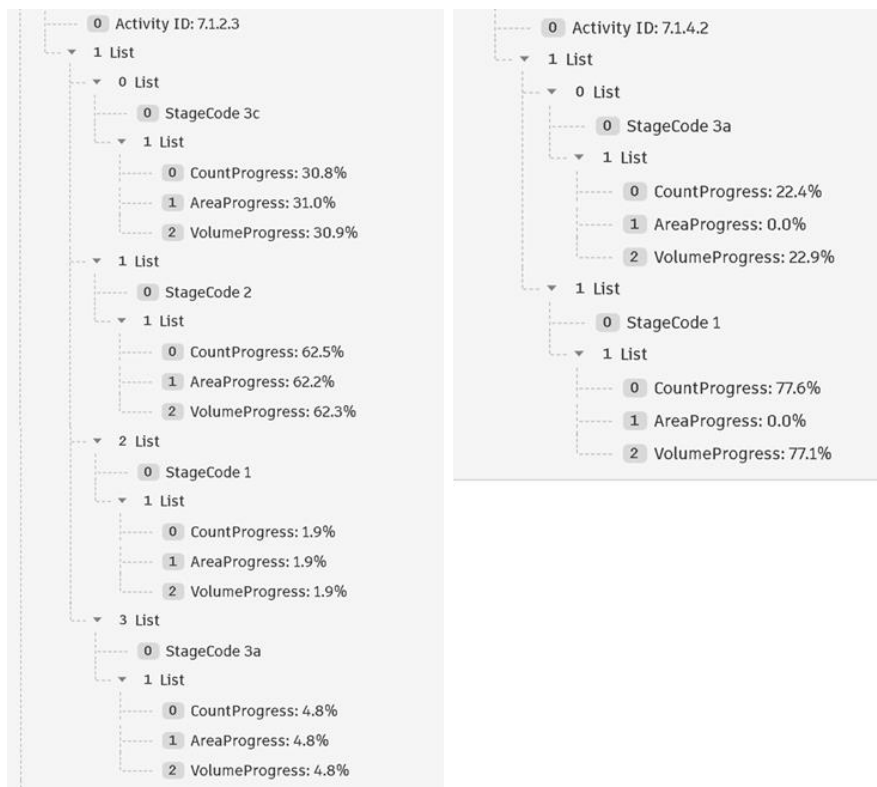 0 Activity ID: 7.1.2.3
1 List
0 List
0 StageCode 3c
1 List
0 CountProgress: 30.8%
1 AreaProgress: 31.0%
2 VolumeProgress: 30.9%
1 List
0 StageCode 2
1 List
0 CountProgress: 62.5%
1 AreaProgress: 62.2%
2 VolumeProgress: 62.3%
2 List
0 StageCode 1
1 List
0 CountProgress: 1.9%
1 AreaProgress: 1.9%
2 VolumeProgress: 1.9%
3 List
0 StageCode 3a
1 List
0 CountProgress: 4.8%
1 AreaProgress: 4.8%
2 VolumeProgress: 4.8%
0 Activity ID: 7.1.4.2
1 List
0 List
0 StageCode 3a
1 List
0 CountProgress: 22.4%
1 AreaProgress: 0.0%
2 VolumeProgress: 22.9%
1 List
0 StageCode 1
1 List
0 CountProgress: 77.6%
1 AreaProgress: 0.0%
2 VolumeProgress: 77.1%